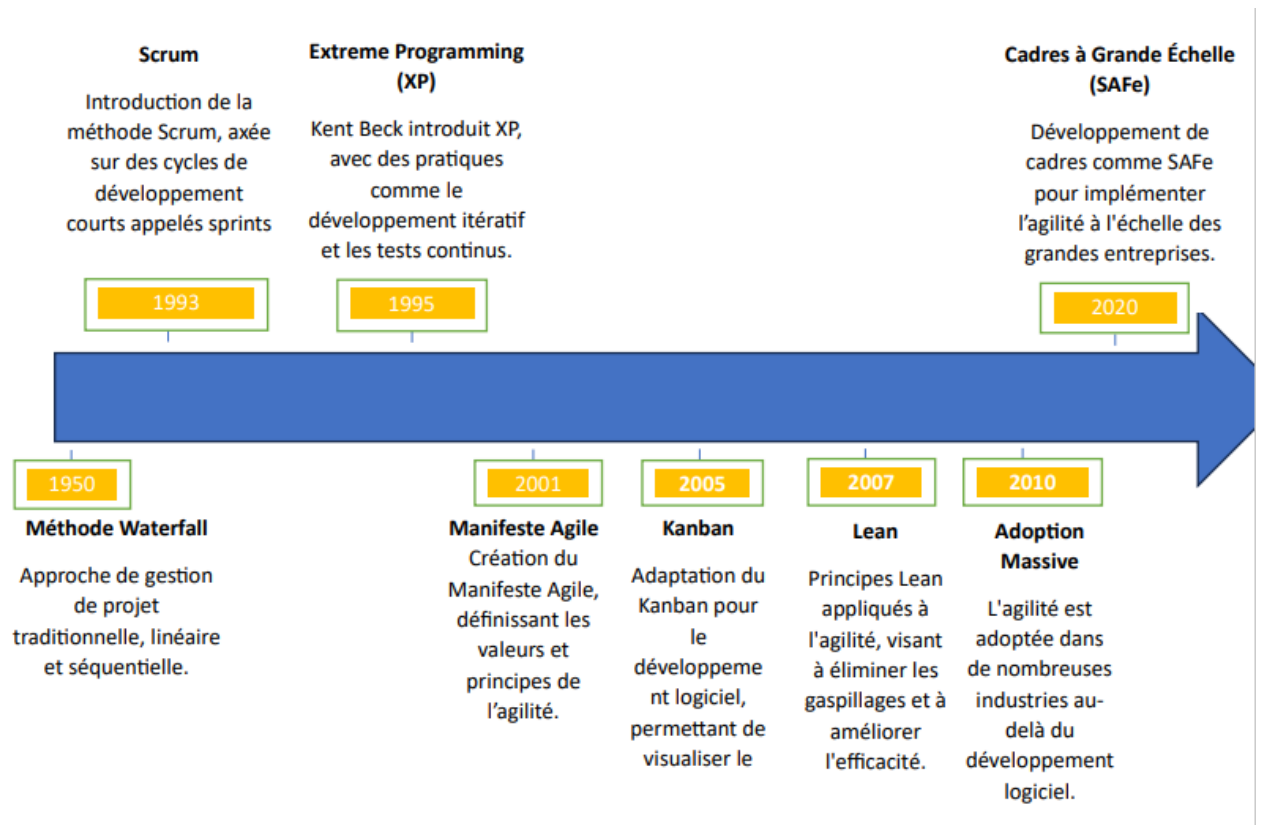 Scrum
Introduction de la
méthode Scrum, axée
sur des cycles de
développement
courts appelés sprints
1993
Extreme Programming
(XP)
Kent Beck introduit XP,
avec des pratiques
comme le
développement itératif
et les tests continus.
1995
Cadres à Grande Échelle
(SAFe)
Développement de
cadres comme SAFe
pour implémenter
l’agilité à l'échelle des
grandes entreprises.
2020
1950
Méthode Waterfall
Approche de gestion
de projet
traditionnelle, linéaire
et séquentielle.
2001
Manifeste Agile
Création du
Manifeste Agile,
définissant les
valeurs et
principes de
l’agilité.
2005
Kanban
Adaptation du
Kanban pour
le
développeme
nt logiciel,
permettant de
visualiser le
2007
Lean
Principes Lean
appliqués à
l'agilité, visant
à éliminer les
gaspillages et à
améliorer
l'efficacité.
2010
Adoption
Massive
L'agilité est
adoptée dans
de nombreuses
industries au-
delà du
développement
logiciel.